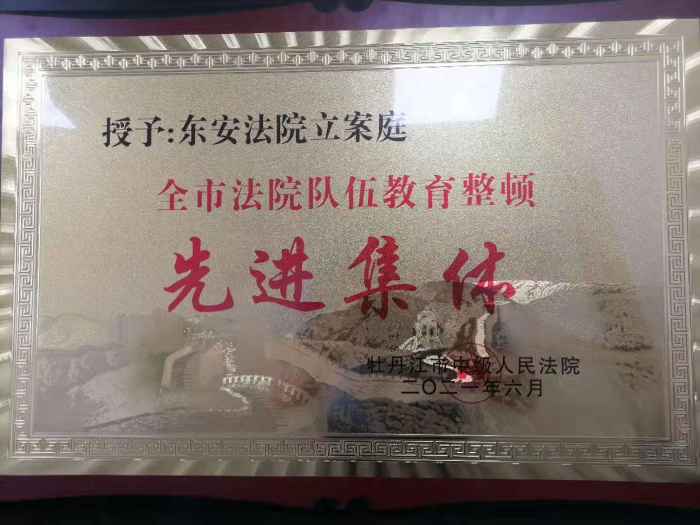 授予:东安法院立案庭
全市法院队伍教育整顿
先进集体
牡丹江市中级人民法院
二〇二一年六月